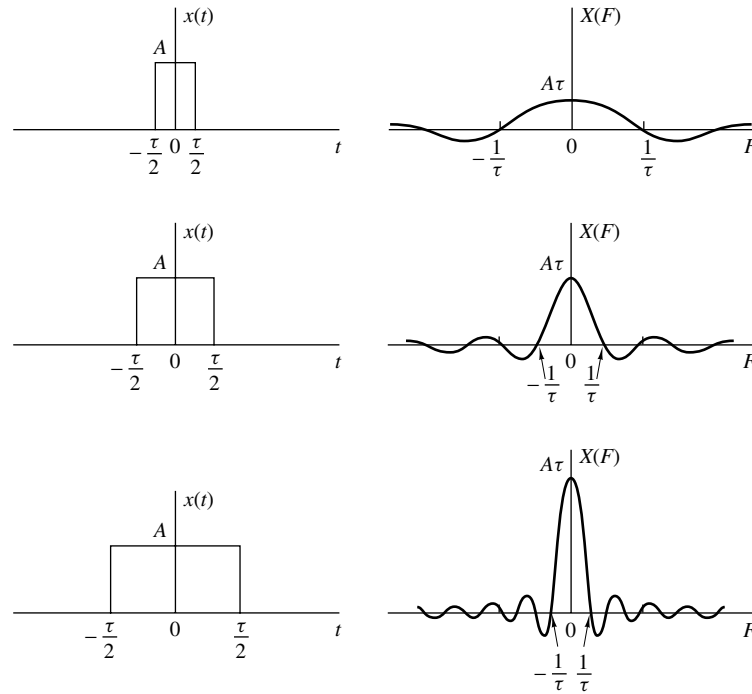 x(t)
A
−τ/2 0 τ/2 t
X(F)
Aτ
−1/τ 0 1/τ F
x(t)
A
−τ/2 0 τ/2 t
X(F)
Aτ
0 F
−1/τ 1/τ
x(t)
A
−τ/2 0 τ/2 t
X(F)
Aτ
0 F
−1/τ 1/τ